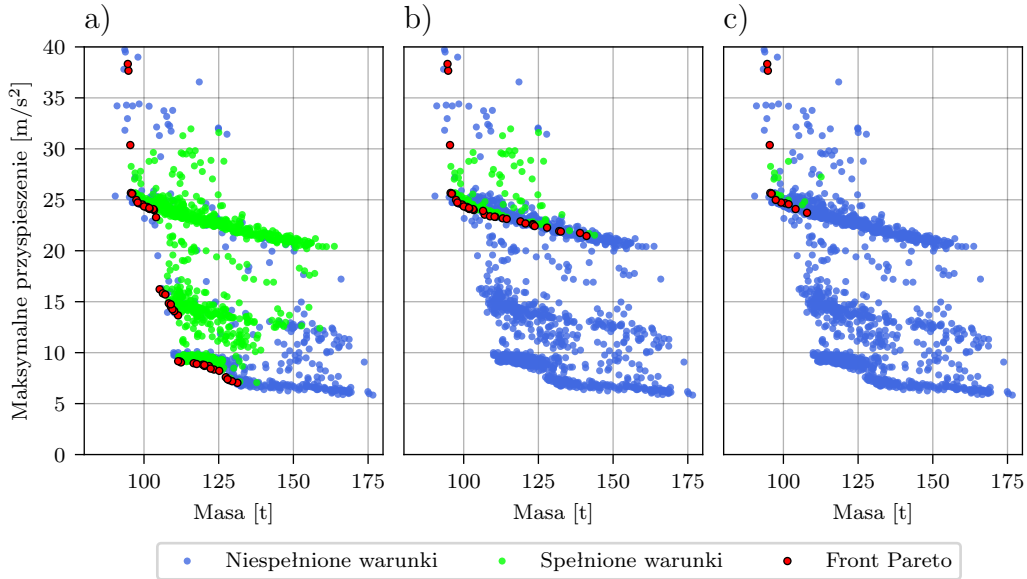 a)
b)
c)
Maksymalne przyspieszenie [m/s²]
40
35
30
25
20
15
10
5
0
100 125 150 175
100 125 150 175
100 125 150 175
Masa [t]
Masa [t]
Masa [t]
Niespełnione warunki
Spełnione warunki
Front Pareto